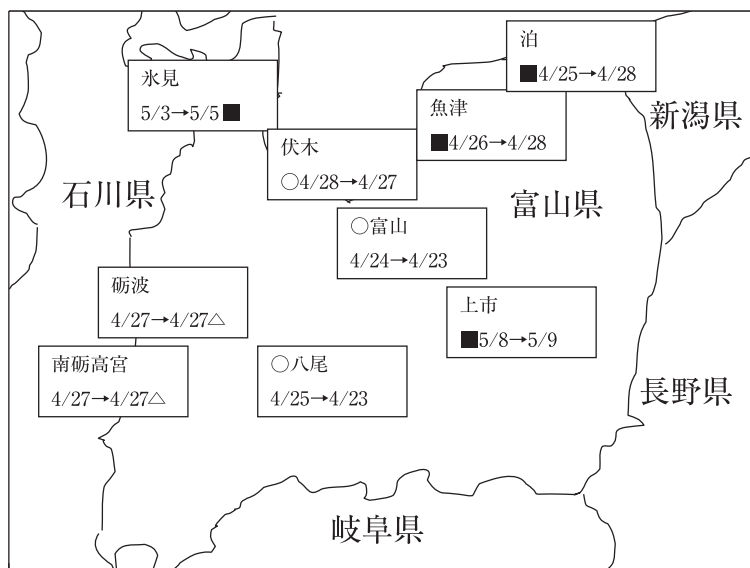 泊
■4/25→4/28
氷見
5/3→5/5■
魚津
■4/26→4/28
新潟県
伏木
○4/28→4/27
石川県
富山県
○富山
4/24→4/23
砺波
4/27→4/27△
上市
■5/8→5/9
南砺高宮
4/27→4/27△
○八尾
4/25→4/23
長野県
岐阜県